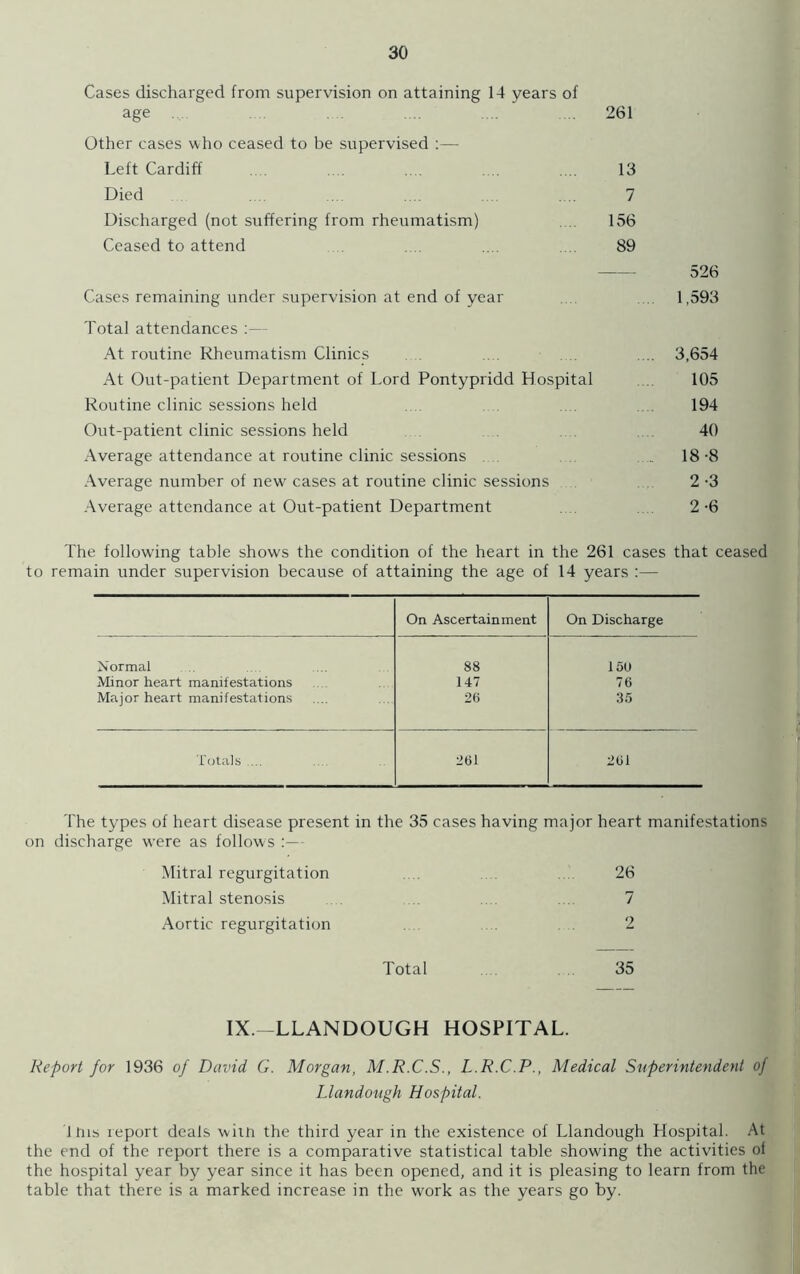 30
Cases discharged from supervision on attaining 14 years of
age .... .... .... .... .... .... 261
Other cases who ceased to be supervised :—
Left Cardiff .... .... .... .... .... 13
Died .... .... .... .... .... .... 7
Discharged (not suffering from rheumatism) .... 156
Ceased to attend .... .... .... .... 89
526
Cases remaining under supervision at end of year .... .... 1,593
Total attendances :—
At routine Rheumatism Clinics .... .... .... .... 3,654
At Out-patient Department of Lord Pontypridd Hospital .... 105
Routine clinic sessions held .... .... .... .... 194
Out-patient clinic sessions held .... .... .... .... 40
Average attendance at routine clinic sessions .... .... .... 18·8
Average number of new cases at routine clinic sessions .... .... 2·3
Average attendance at Out-patient Department .... .... 2·6
The following table shows the condition of the heart in the 261 cases that ceased
to remain under supervision because of attaining the age of 14 years :—
On Ascertainment On Discharge
Normal .... .... .... .... 88 150
Minor heart manifestations .... .... 147 76
Major heart manifestations .... .... 26 35
Totals .... .... .... 261 261
The types of heart disease present in the 35 cases having major heart manifestations
on discharge were as follows :—
Mitral regurgitation .... .... .... 26
Mitral stenosis .... .... .... .... 7
Aortic regurgitation .... .... .... 2
Total .... .... 35
IX.—LLANDOUGH HOSPITAL.
Report for 1936 of David G. Morgan, M.R.C.S., L.R.C.P., Medical Superintendent of
Llandough Hospital.
This report deals with the third year in the existence of Llandough Hospital. At
the end of the report there is a comparative statistical table showing the activities of
the hospital year by year since it has been opened, and it is pleasing to learn from the
table that there is a marked increase in the work as the years go by.